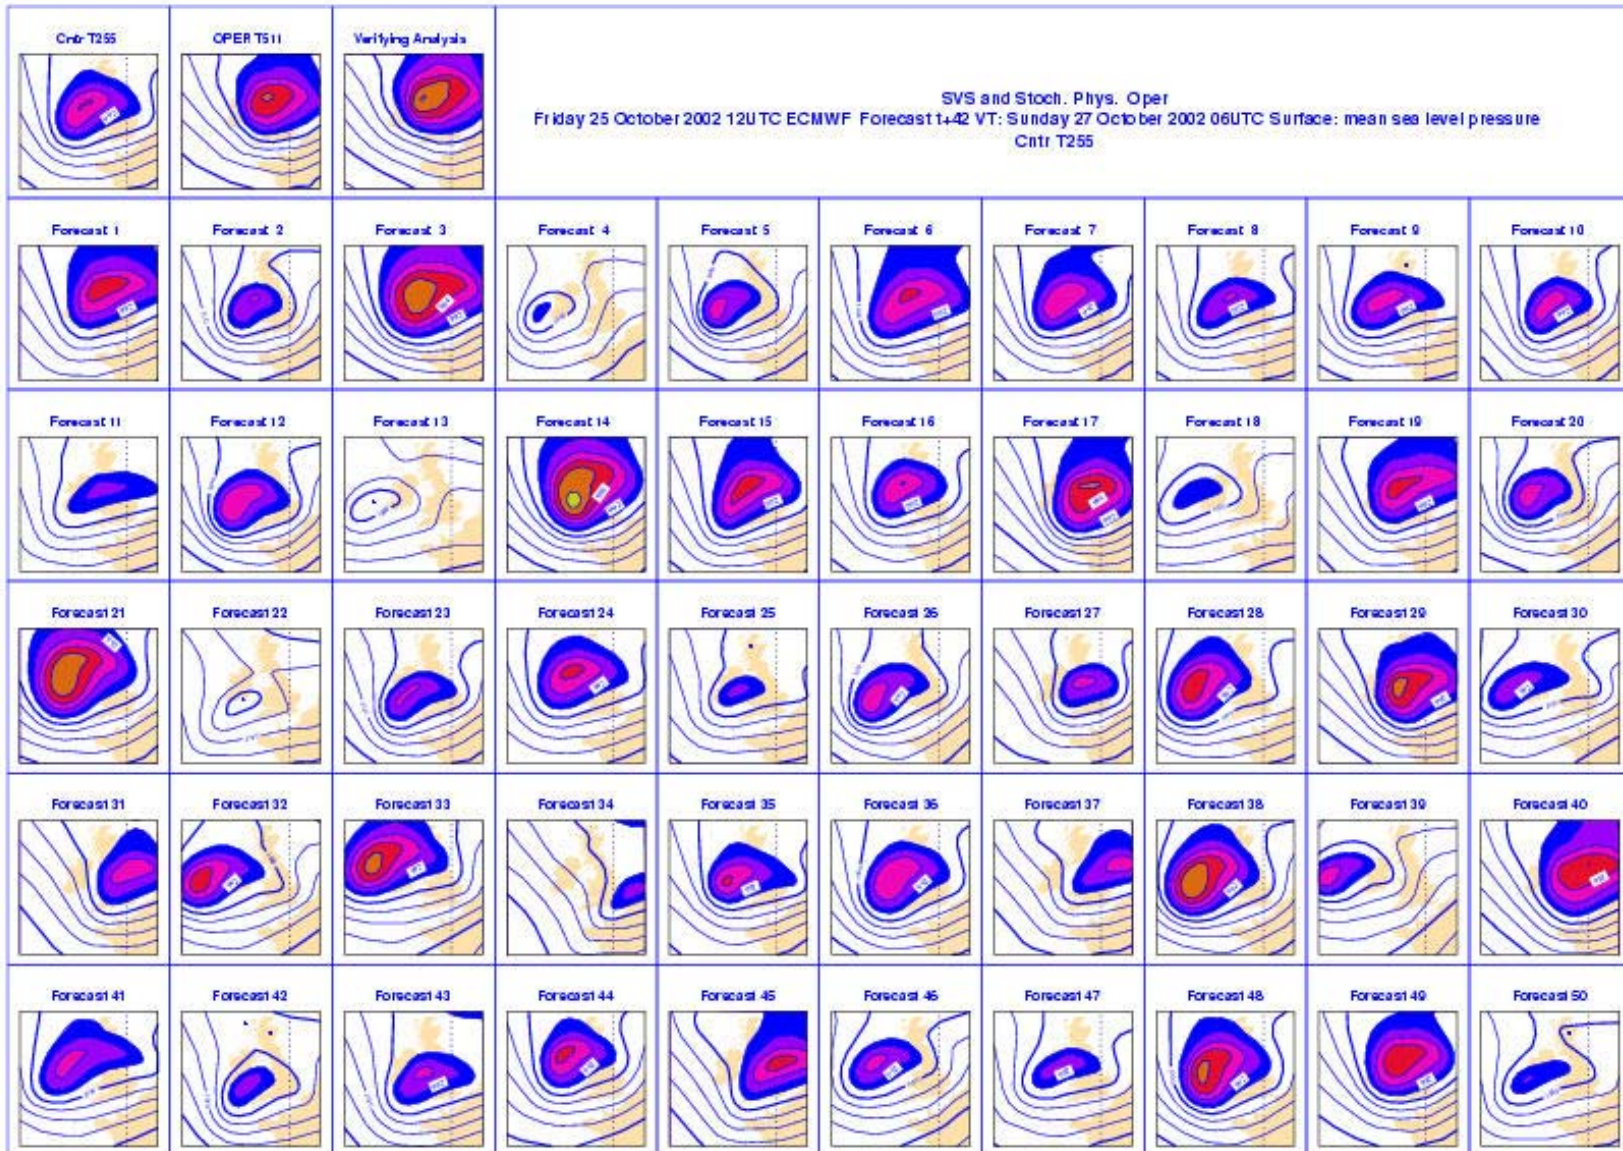 Cntr T255
OPER T511
Verifying Analysis
SVS and Stoch. Phys. Oper
Friday 25 October 2002 12UTC ECMWF Forecast t+42 VT: Sunday 27 October 2002 06UTC Surface: mean sea level pressure
Cntr T255
Forecast 1
Forecast 2
Forecast 3
Forecast 4
Forecast 5
Forecast 6
Forecast 7
Forecast 8
Forecast 9
Forecast 10
Forecast 11
Forecast 12
Forecast 13
Forecast 14
Forecast 15
Forecast 16
Forecast 17
Forecast 18
Forecast 19
Forecast 20
Forecast 21
Forecast 22
Forecast 23
Forecast 24
Forecast 25
Forecast 26
Forecast 27
Forecast 28
Forecast 29
Forecast 30
Forecast 31
Forecast 32
Forecast 33
Forecast 34
Forecast 35
Forecast 36
Forecast 37
Forecast 38
Forecast 39
Forecast 40
Forecast 41
Forecast 42
Forecast 43
Forecast 44
Forecast 45
Forecast 46
Forecast 47
Forecast 48
Forecast 49
Forecast 50